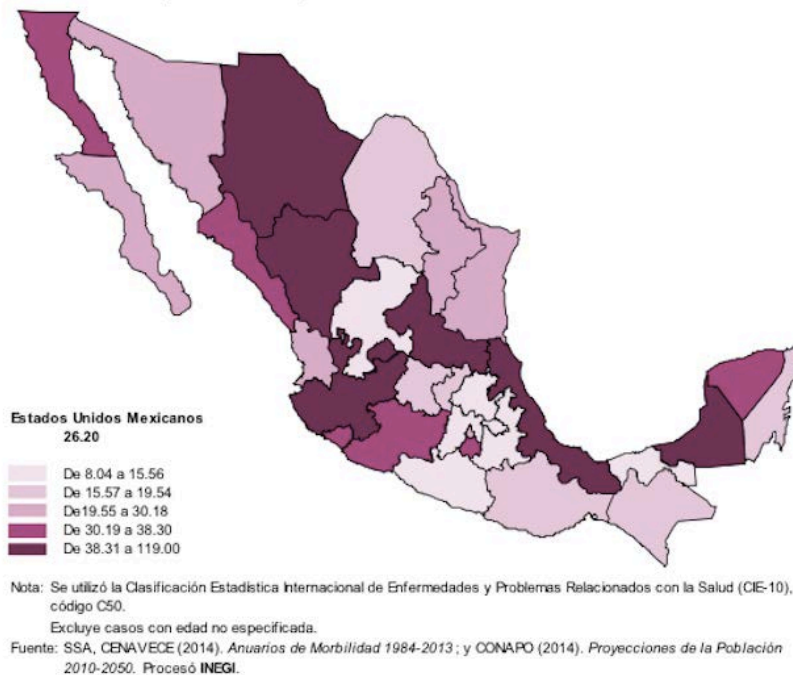 Estados Unidos Mexicanos
26.20
De 8.04 a 15.56
De 15.57 a 19.54
De19.55 a 30.18
De 30.19 a 38.30
De 38.31 a 119.00
Nota: Se utilizó la Clasificación Estadística Internacional de Enfermedades y Problemas Relacionados con la Salud (CIE-10),
código C50.
Excluye casos con edad no especificada.
Fuente: SSA, CENAVECE (2014). Anuarios de Morbilidad 1984-2013; y CONAPO (2014). Proyecciones de la Población
2010-2050. Procesó INEGI.